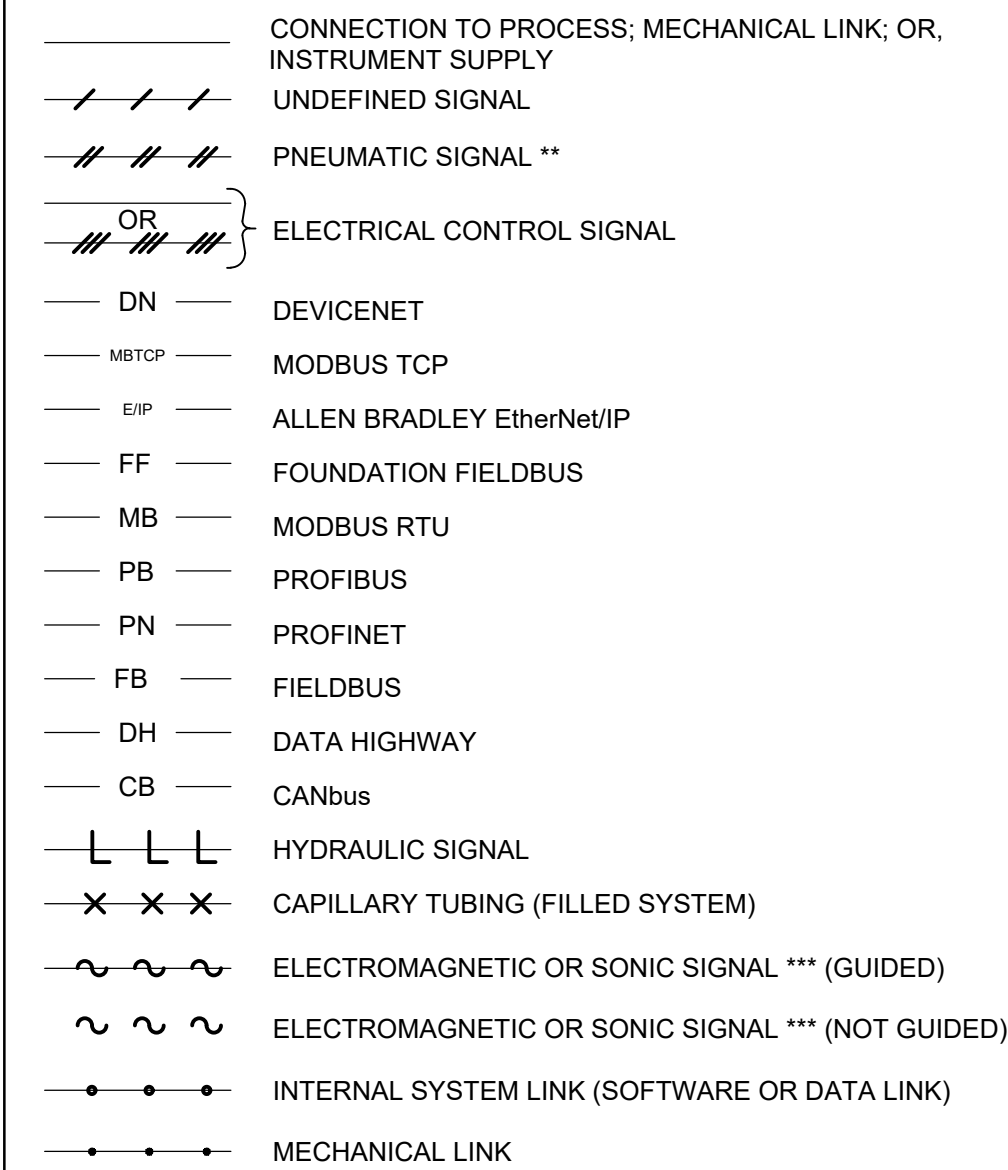 CONNECTION TO PROCESS; MECHANICAL LINK; OR,
INSTRUMENT SUPPLY
UNDEFINED SIGNAL
PNEUMATIC SIGNAL **
OR
ELECTRICAL CONTROL SIGNAL
DN DEVICENET
MBTCP MODBUS TCP
E/IP ALLEN BRADLEY EtherNet/IP
FF FOUNDATION FIELDBUS
MB MODBUS RTU
PB PROFIBUS
PN PROFINET
FB FIELDBUS
DH DATA HIGHWAY
CB CANbus
L L L HYDRAULIC SIGNAL
CAPILLARY TUBING (FILLED SYSTEM)
ELECTROMAGNETIC OR SONIC SIGNAL *** (GUIDED)
ELECTROMAGNETIC OR SONIC SIGNAL *** (NOT GUIDED)
INTERNAL SYSTEM LINK (SOFTWARE OR DATA LINK)
MECHANICAL LINK